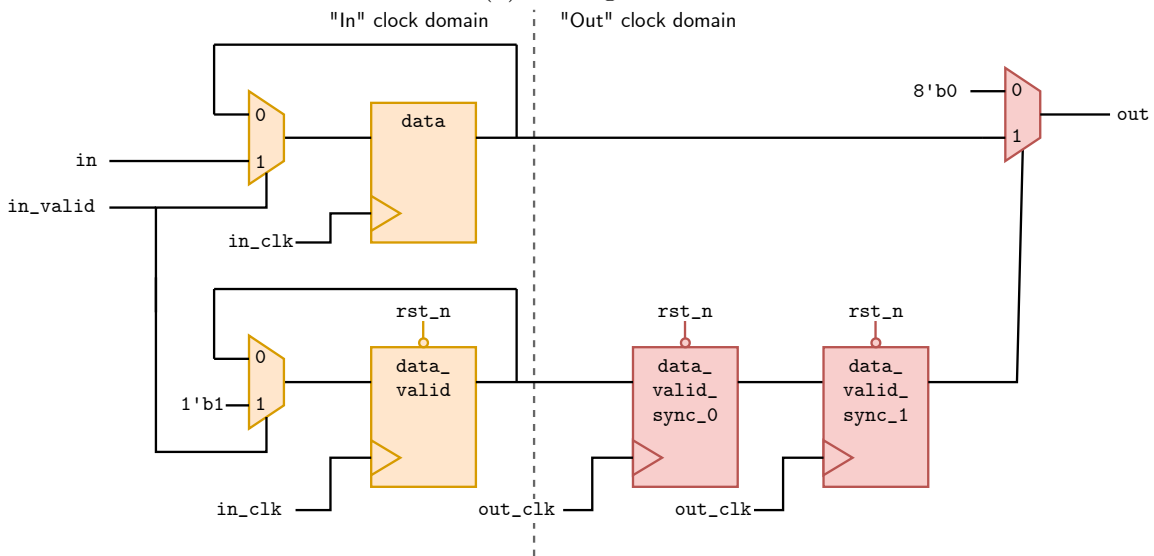 "In" clock domain
"Out" clock domain
8'b0
0
1
out
0
data
in
1
in_valid
in_clk
rst_n
rst_n
rst_n
0
data_
valid
data_
valid_
sync_0
data_
valid_
sync_1
1'b1
1
in_clk
out_clk
out_clk